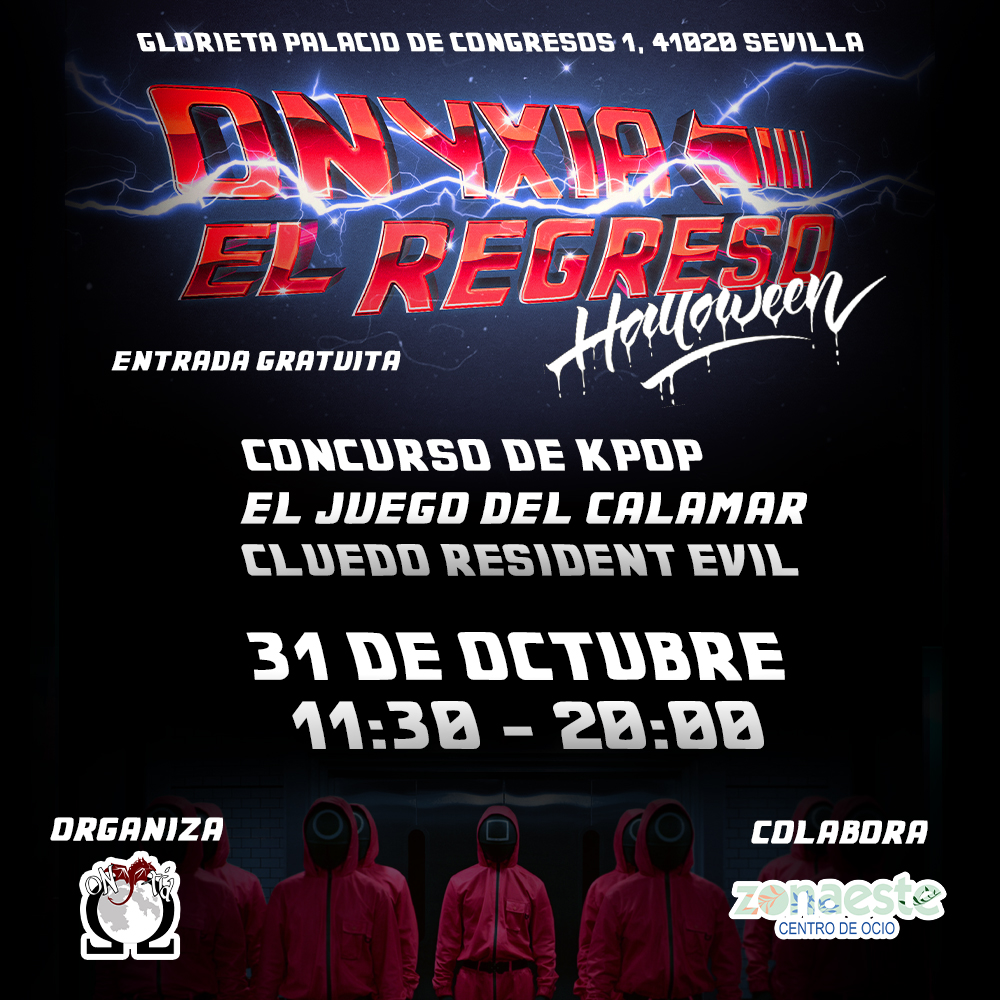 GLORIETA PALACIO DE CONGRESOS 1, 41020 SEVILLA
ONYXIA
EL REGRESO
Halloween
ENTRADA GRATUITA
CONCURSO DE KPOP
EL JUEGO DEL CALAMAR
CLUEDO RESIDENT EVIL
31 DE OCTUBRE
11:30 - 20:00
ORGANIZA
ONYXIA
COLABORA
zonaeste
CENTRO DE OCIO